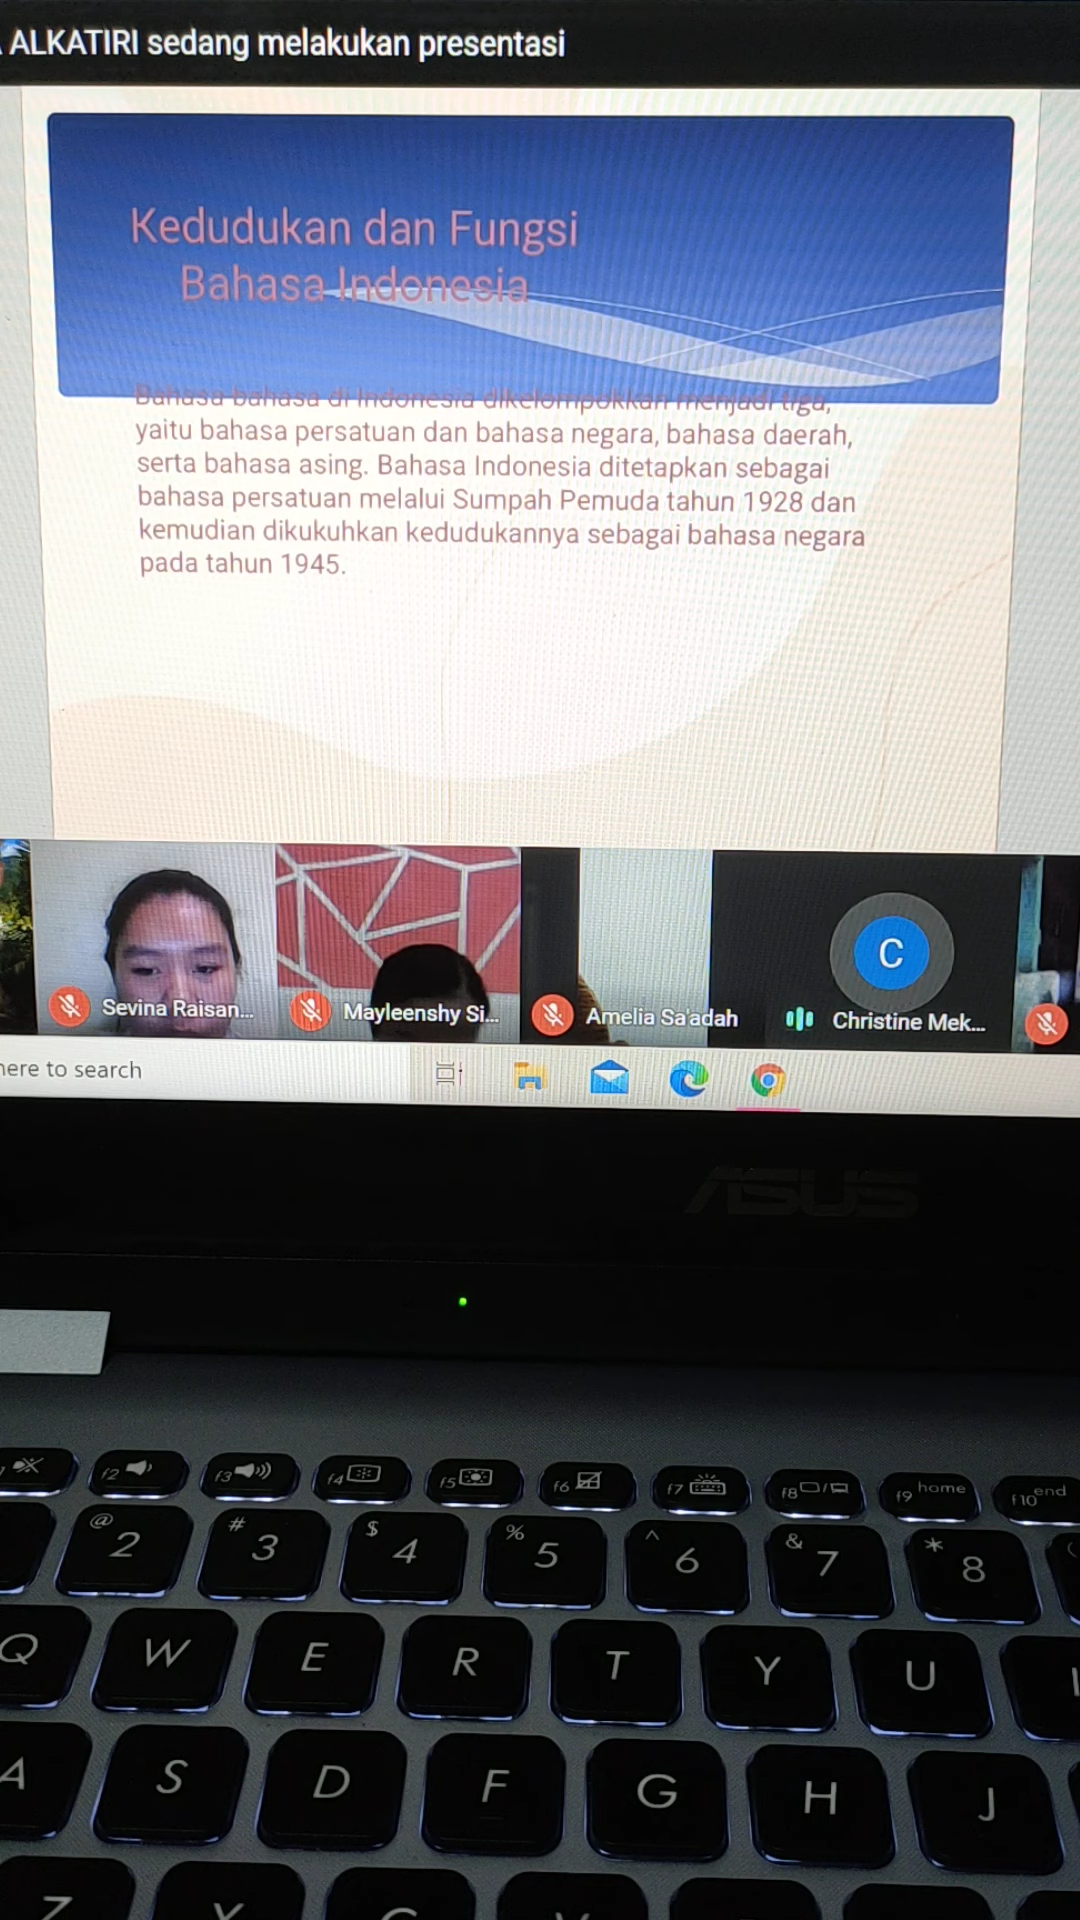 ALKATIRI sedang melakukan presentasi
Kedudukan dan Fungsi
Bahasa Indonesia
Bahasa-bahasa di Indonesia dikelompokkan menjadi tiga,
yaitu bahasa persatuan dan bahasa negara, bahasa daerah,
serta bahasa asing. Bahasa Indonesia ditetapkan sebagai
bahasa persatuan melalui Sumpah Pemuda tahun 1928 dan
kemudian dikukuhkan kedudukannya sebagai bahasa negara
pada tahun 1945.
Sevina Raisan...
Mayleenshy Si...
Amelia Sa'adah
C
Christine Mek...
here to search
ASUS
f2 f3 f4 f5 f6 f7 f8 f9 home f10 end
@ 2 # 3 $ 4 % 5 ^ 6 & 7 * 8
Q W E R T Y U
A S D F G H J
Z